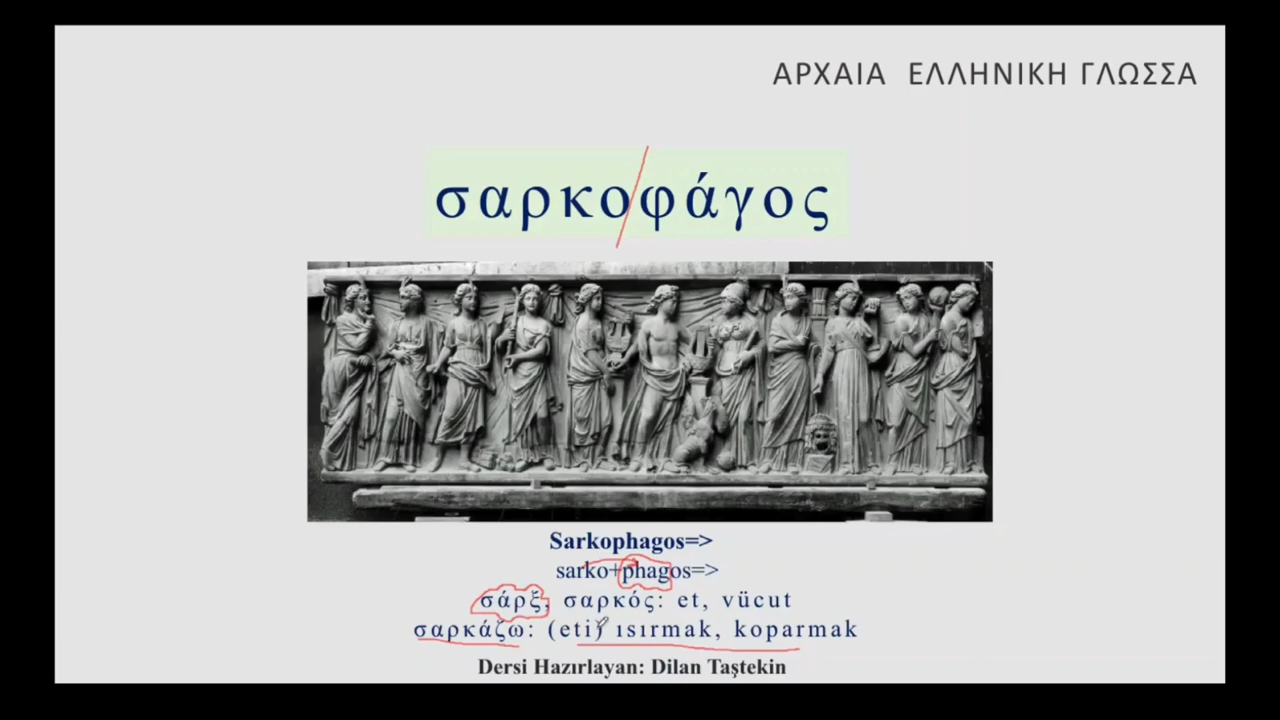 ΑΡΧΑΙΑ ΕΛΛΗΝΙΚΗ ΓΛΩΣΣΑ
σαρκοφάγος
Sarkophagos=>
sarko+phagos=>
σάρξ, σαρκός: et, vücut
σαρκάζω: (eti) ısırmak, koparmak
Dersi Hazırlayan: Dilan Taştekin